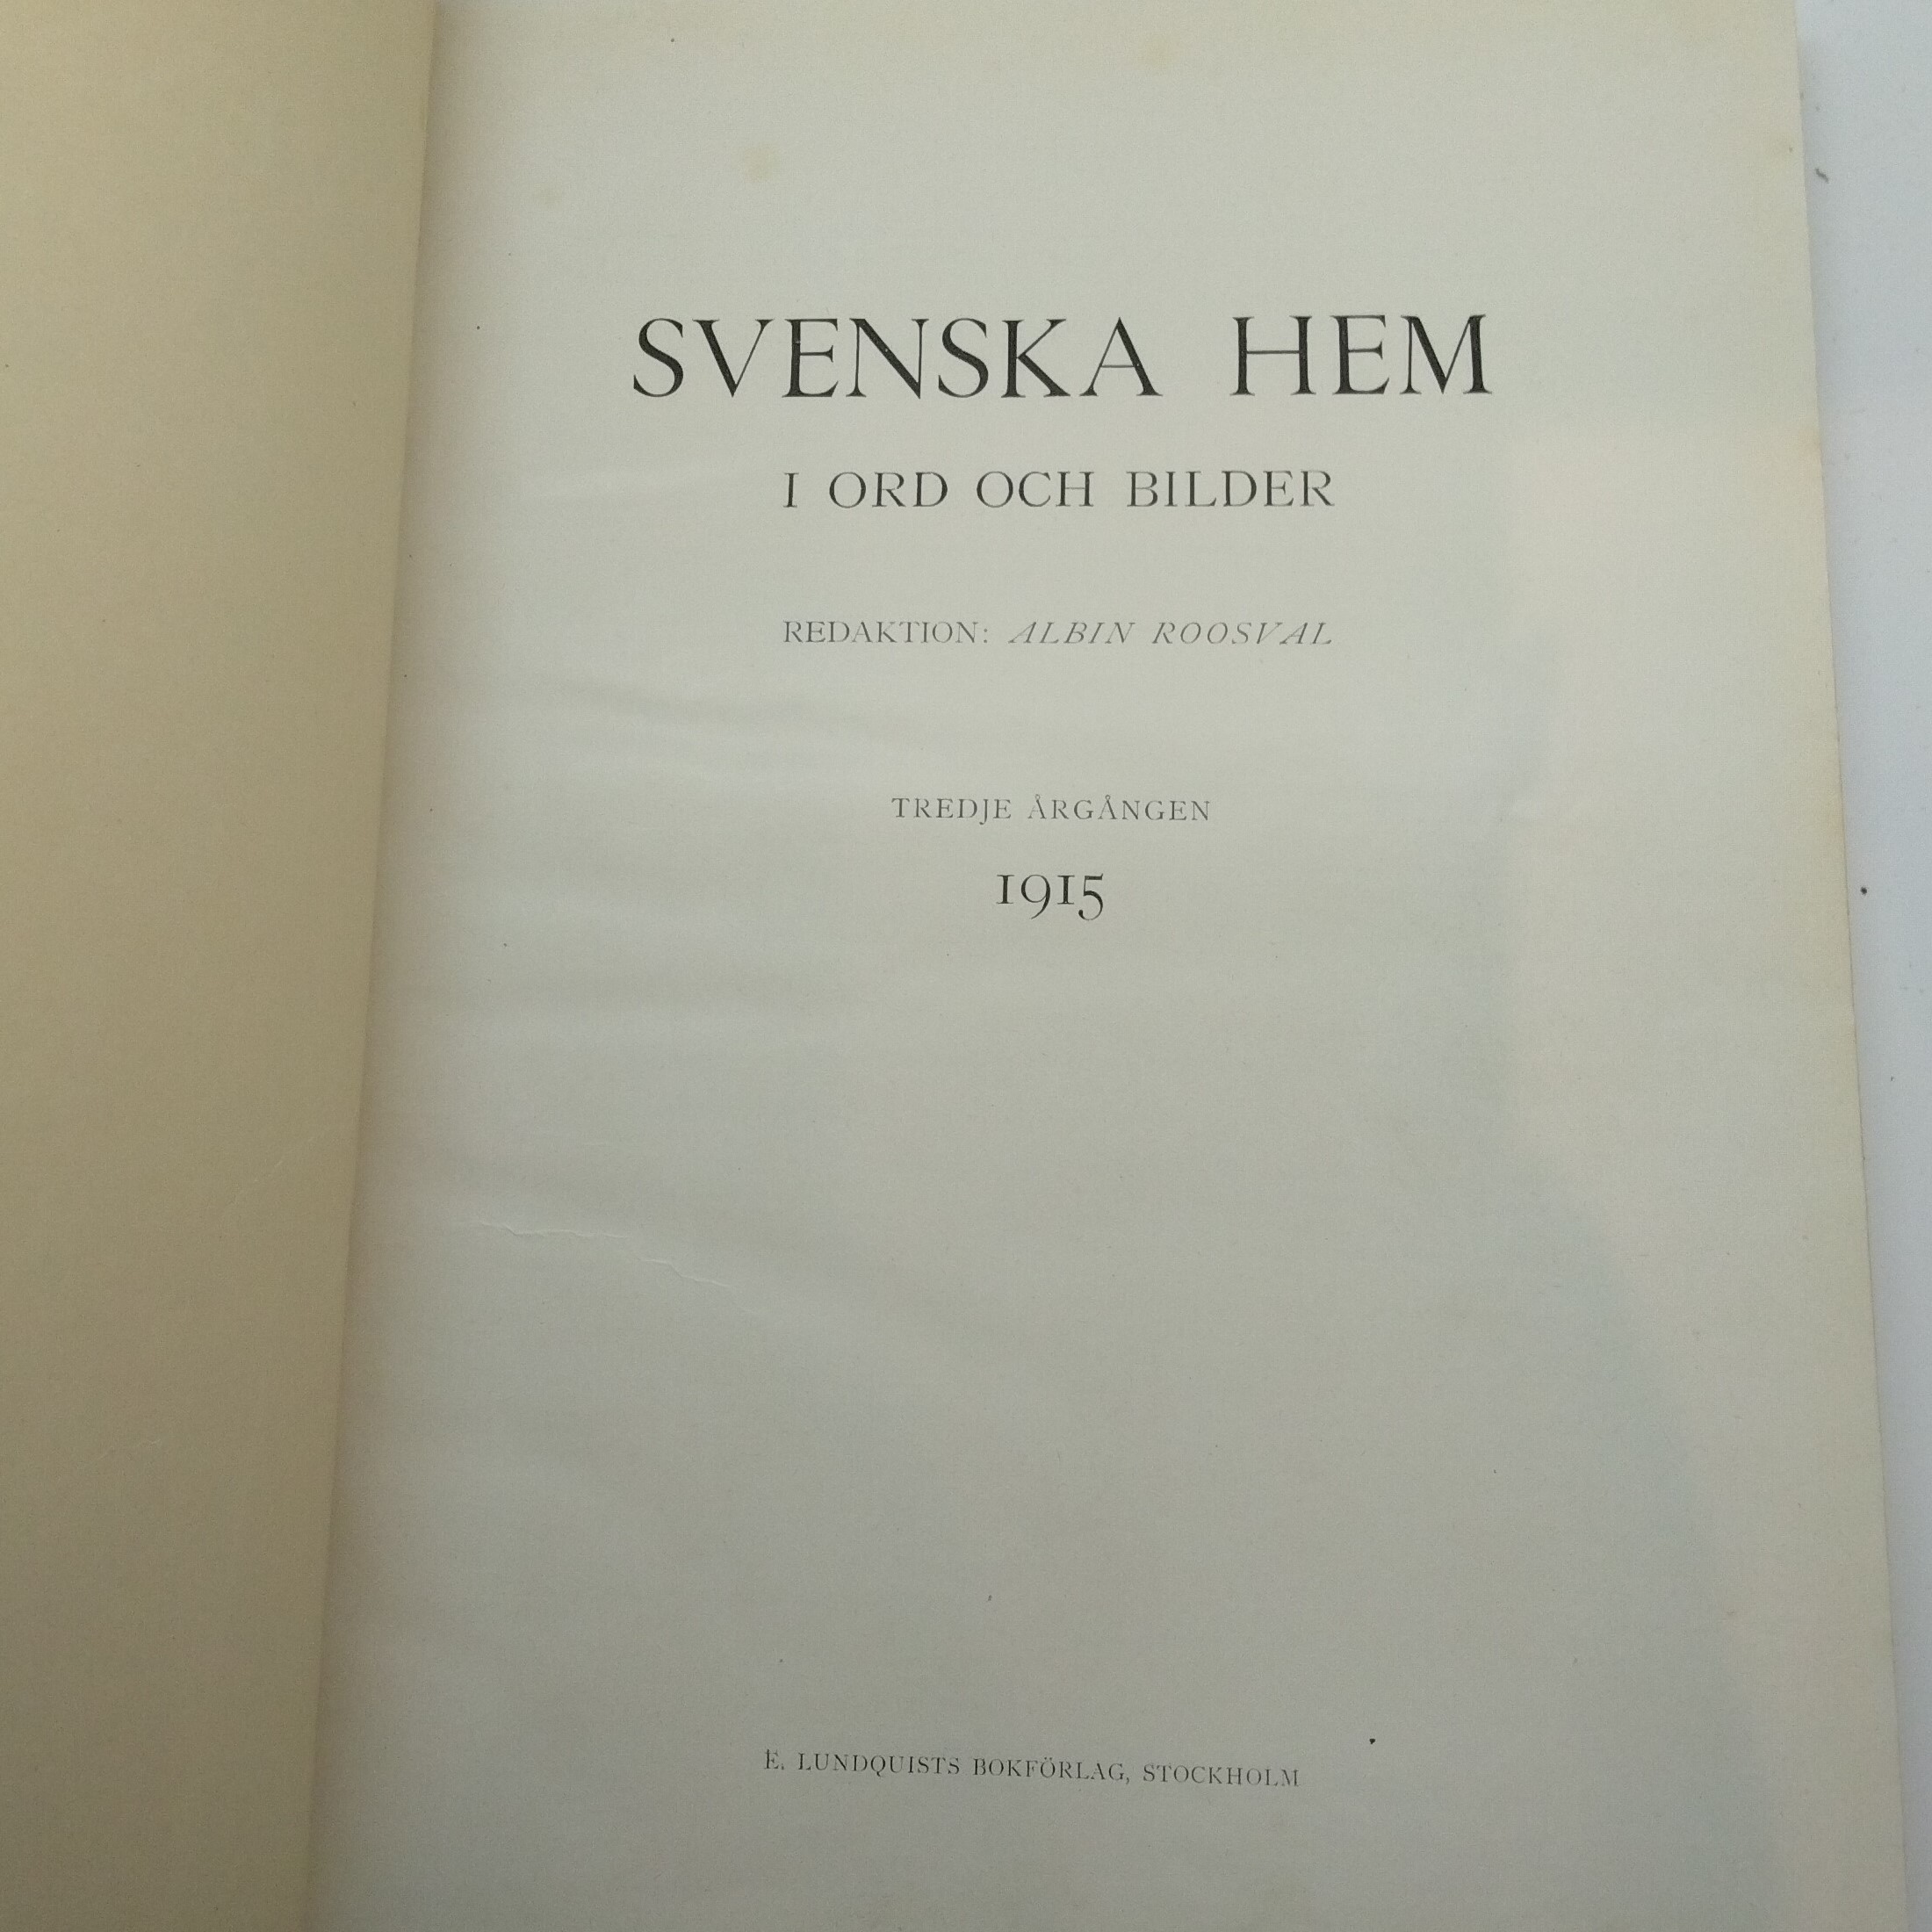 SVENSKA HEM
I ORD OCH BILDER
REDAKTION: ALBIN ROOSVAL
TREDJE ÅRGÅNGEN
1915
E. LUNDQUISTS BOKFÖRLAG, STOCKHOLM